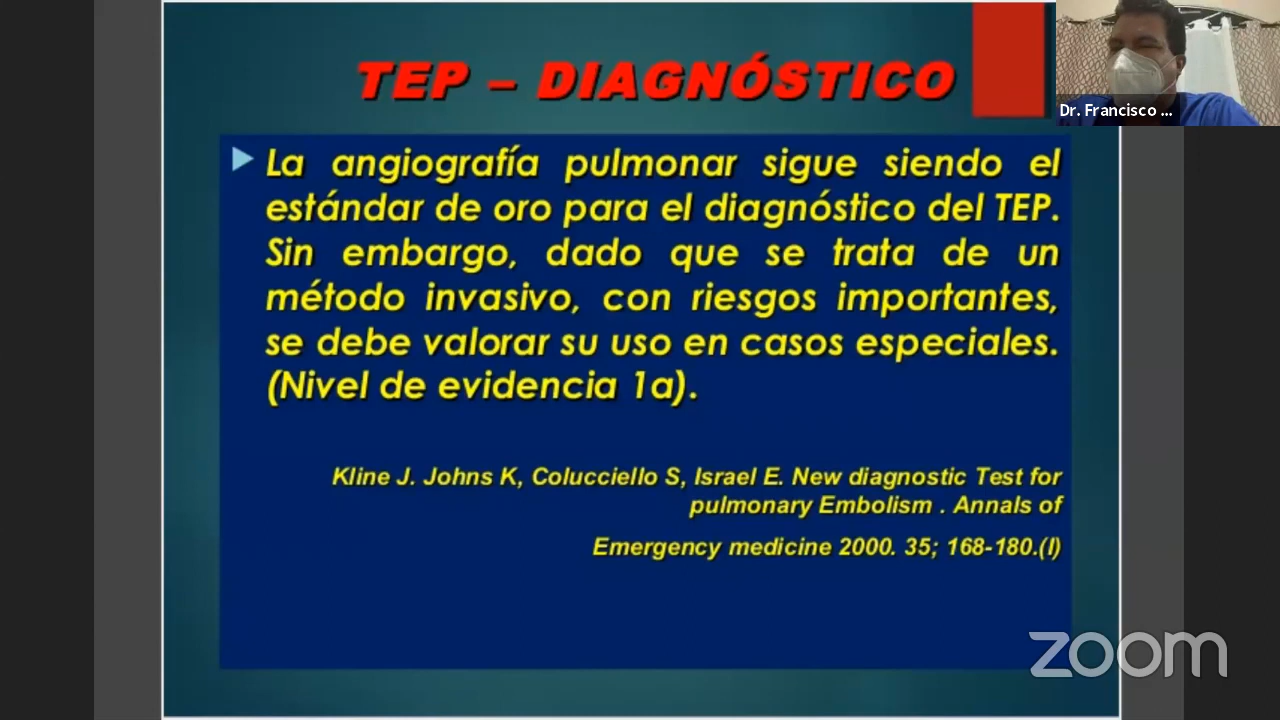 TEP – DIAGNÓSTICO
Dr. Francisco ...
La angiografía pulmonar sigue siendo el
estándar de oro para el diagnóstico del TEP.
Sin embargo, dado que se trata de un
método invasivo, con riesgos importantes,
se debe valorar su uso en casos especiales.
(Nivel de evidencia 1a).
Kline J. Johns K, Colucciello S, Israel E. New diagnostic Test for
pulmonary Embolism . Annals of
Emergency medicine 2000. 35; 168-180.(I)
zoom